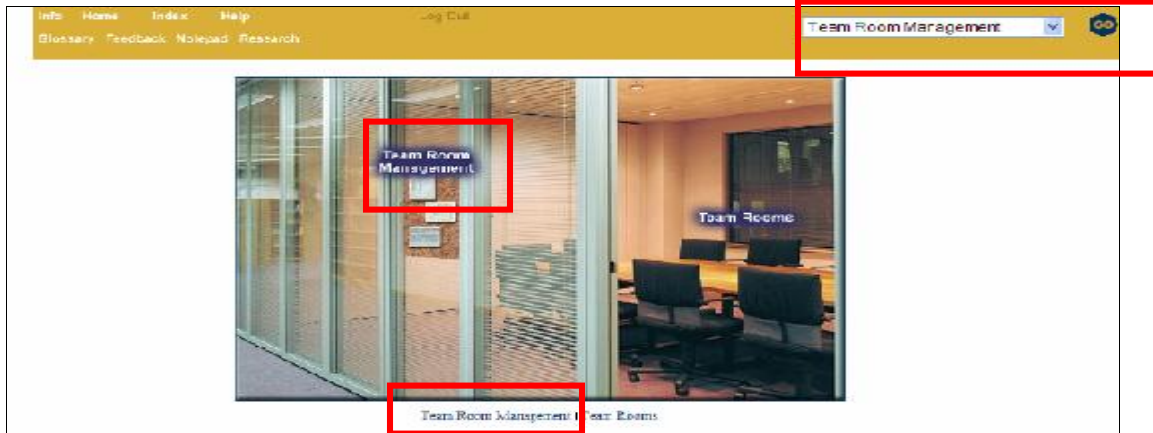 Info Home Index Help Log Out
Team Room Management GO
Glossary Feedback Notepad Research
Team Room
Management
Team Rooms
Team Room Management | Team Rooms